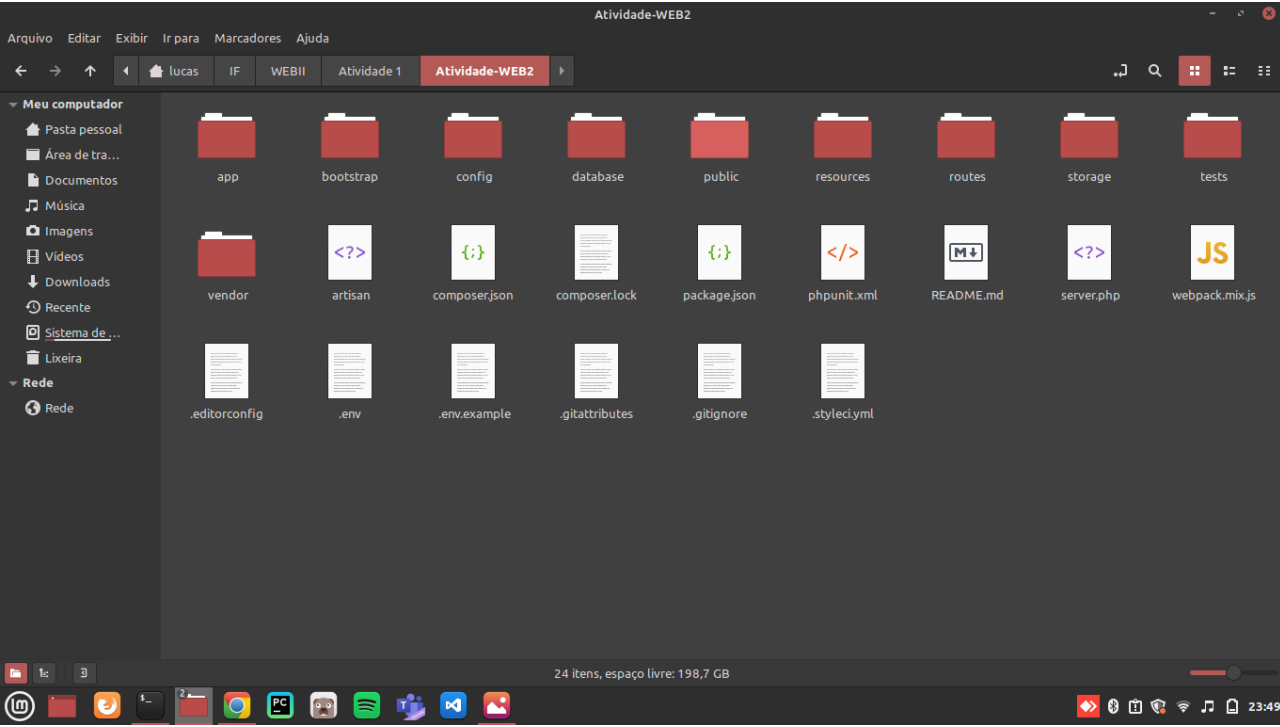 Atividade-WEB2
Arquivo Editar Exibir Ir para Marcadores Ajuda
lucas IF WEBII Atividade 1 Atividade-WEB2
Meu computador
Pasta pessoal
Área de tra...
Documentos
Música
Imagens
Vídeos
Downloads
Recente
Sistema de ...
Lixeira
Rede
Rede
app bootstrap config database public resources routes storage tests
<?> {;} {;} </> M <?> JS
vendor artisan composer.json composer.lock package.json phpunit.xml README.md server.php webpack.mix.js
.editorconfig .env .env.example .gitattributes .gitignore .styleci.yml
24 itens, espaço livre: 198,7 GB
$_ 2 PC T 23:49